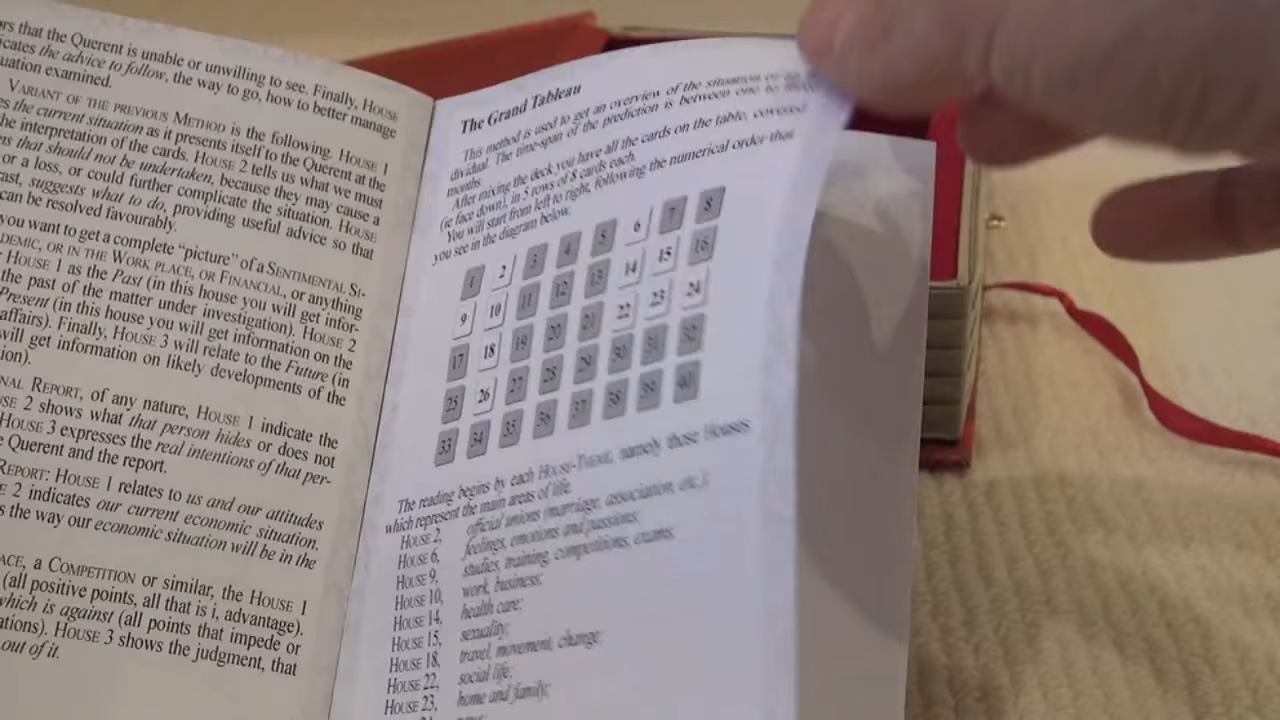 rs that the Querent is unable or unwilling to see. Finally, HOUSE
icates the advice to follow, the way to go, how to better manage
uation examined.
VARIANT OF THE PREVIOUS METHOD is the following. HOUSE 1
es the current situation as it presents itself to the Querent at the
he interpretation of the cards. HOUSE 2 tells us what we must
ns that should not be undertaken, because they may cause a
or a loss, or could further complicate the situation. HOUSE
ast, suggests what to do, providing useful advice so that
can be resolved favourably.
you want to get a complete “picture” of a SENTIMENTAL SI-
DEMIC, OR IN THE WORK PLACE, OR FINANCIAL, or anything
HOUSE 1 as the Past (in this house you will get infor-
the past of the matter under investigation). HOUSE 2
Present (in this house you will get information on the
affairs). Finally, HOUSE 3 will relate to the Future (in
will get information on likely developments of the
ion).
NAL REPORT, of any nature, HOUSE 1 indicate the
SE 2 shows what that person hides or does not
HOUSE 3 expresses the real intentions of that per-
e Querent and the report.
REPORT: HOUSE 1 relates to us and our attitudes
E 2 indicates our current economic situation.
s the way our economic situation will be in the
ACE, a COMPETITION or similar, the HOUSE 1
(all positive points, all that is i, advantage).
which is against (all points that impede or
ations). HOUSE 3 shows the judgment, that
out of it.
The Grand Tableau
This method is used to get an overview of the situation
dividual. The time-span of the prediction is between one to
months.
After mixing the deck you have all the cards on the table, covered
(ie face down), in 5 rows of 8 cards each.
You will start from left to right, following the numerical order that
you see in the diagram below.
1 2 3 4 5 6 7 8
9 10 11 12 13 14 15 16
17 18 19 20 21 22 23 24
25 26 27 28 29 30 31 32
33 34 35 36 37 38 39 40
The reading begins by each HOUSE-THEME, namely those HOUSES
which represent the main areas of life.
HOUSE 2, official unions (marriage, association, etc.);
HOUSE 6, feelings, emotions and passions;
HOUSE 9, studies, training, competitions, exams;
HOUSE 10, work, business;
HOUSE 14, health care;
HOUSE 15, sexuality;
HOUSE 18, travel, movement, change;
HOUSE 22, social life;
HOUSE 23, home and family;